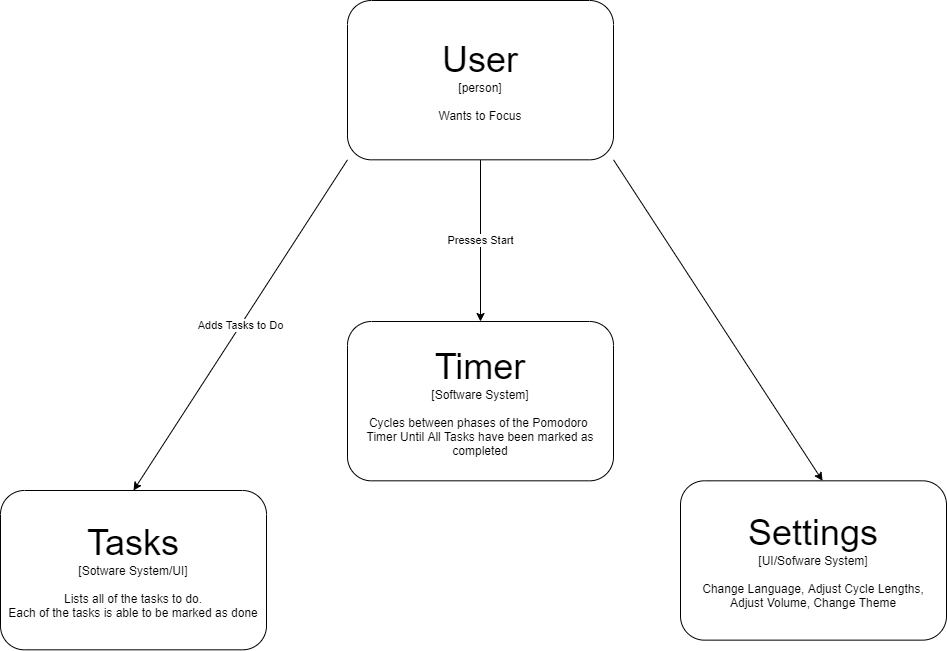 User
[person]
Wants to Focus
Presses Start
Adds Tasks to Do
Timer
[Software System]
Cycles between phases of the Pomodoro
Timer Until All Tasks have been marked as
completed
Tasks
[Sotware System/UI]
Lists all of the tasks to do.
Each of the tasks is able to be marked as done
Settings
[UI/Sofware System]
Change Language, Adjust Cycle Lengths,
Adjust Volume, Change Theme